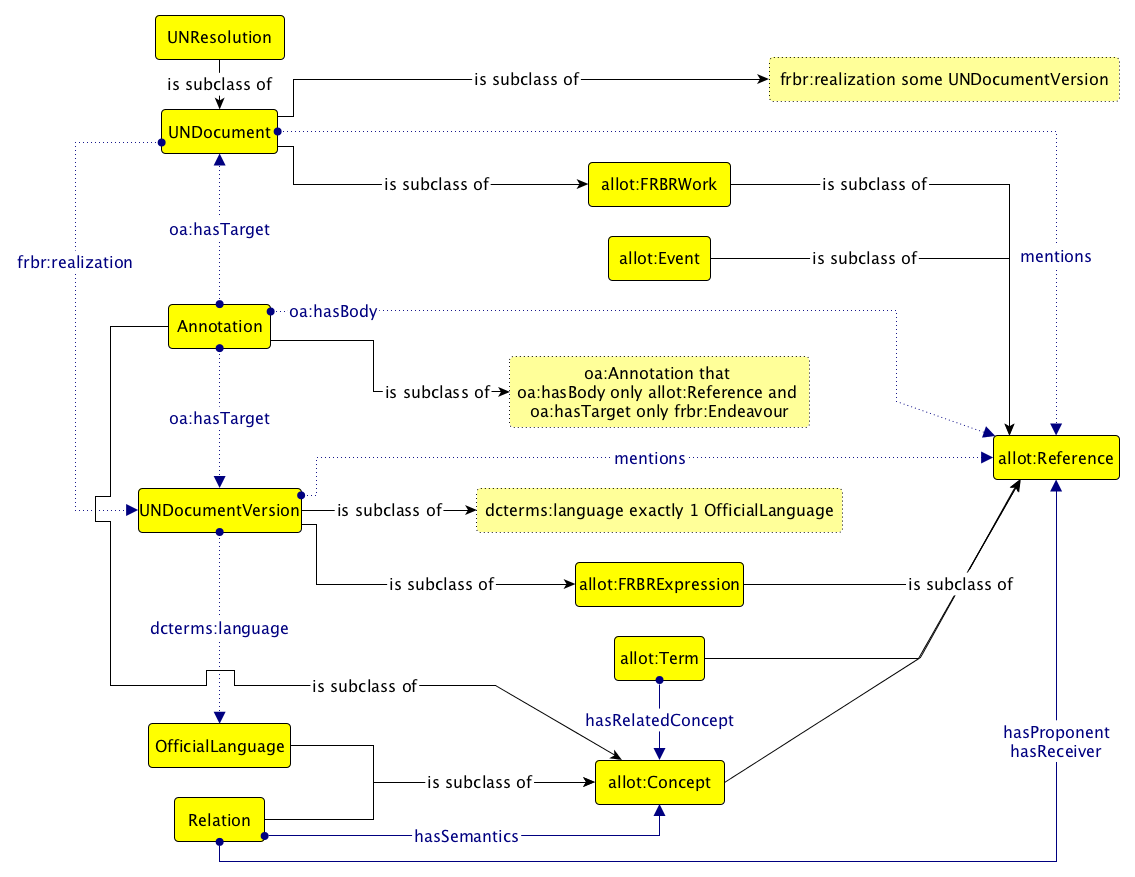 UNResolution
is subclass of
is subclass of
frbr:realization some UNDocumentVersion
UNDocument
is subclass of
allot:FRBRWork
is subclass of
oa:hasTarget
frbr:realization
allot:Event
is subclass of
mentions
oa:hasBody
Annotation
oa:Annotation that
oa:hasBody only allot:Reference and
oa:hasTarget only frbr:Endeavour
is subclass of
oa:hasTarget
mentions
allot:Reference
UNDocumentVersion
is subclass of
dcterms:language exactly 1 OfficialLanguage
is subclass of
allot:FRBRExpression
is subclass of
dcterms:language
allot:Term
is subclass of
hasRelatedConcept
OfficialLanguage
hasProponent
hasReceiver
is subclass of
allot:Concept
Relation
hasSemantics